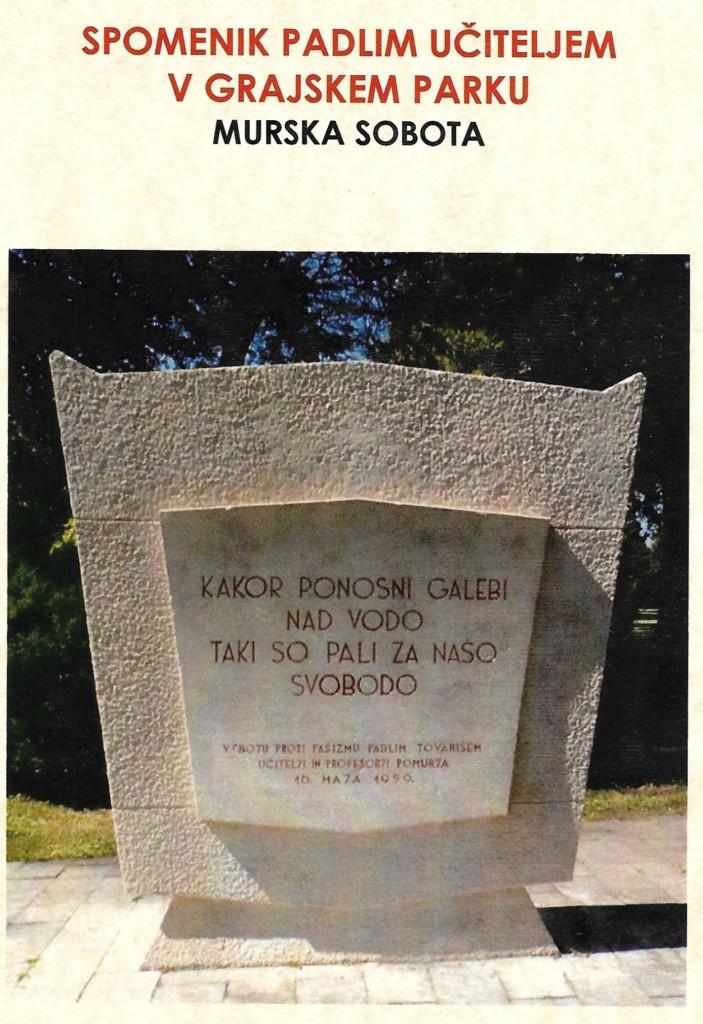 SPOMENIK PADLIM UČITELJEM
V GRAJSKEM PARKU
MURSKA SOBOTA
KAKOR PONOSNI GALEBI
NAD VODO
TAKI SO PALI ZA NAŠO
SVOBODO
V BOJU PROTI FAŠIZMU PADLIM TOVARIŠEM
UČITELJI IN PROFESORJI POMURJA
10. MAJA 1959.